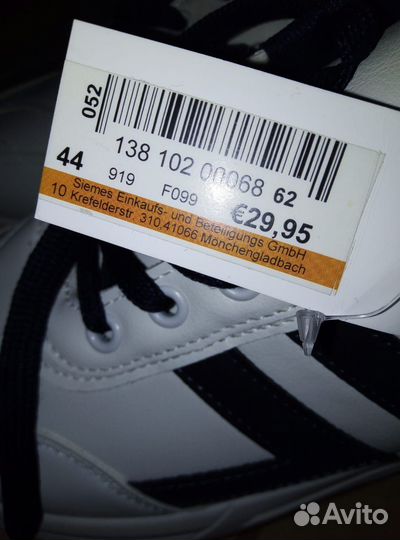 052
138 102 00068 62
44 919 F099 €29,95
Siemes Einkaufs- und Beteiligungs GmbH
10 Krefelderstr. 310.41066 Mönchengladbach
Avito